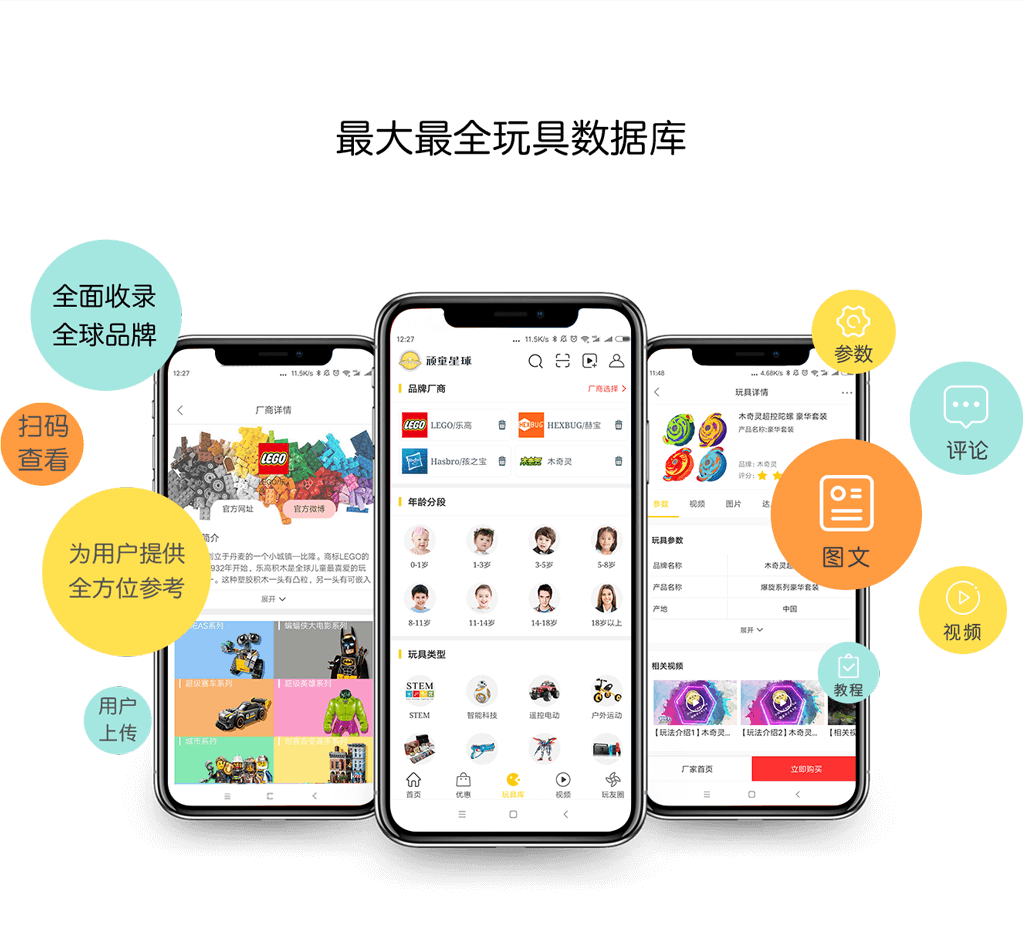 最大最全玩具数据库
全面收录
全球品牌
扫码
查看
为用户提供
全方位参考
用户
上传
12:27
11.5K/s
厂商详情
LEGO
官方网址
官方微博
简介
创立于丹麦的一个小城镇—比隆。商标LEGO的
932年开始，乐高积木是全球儿童最喜爱的玩
一。这种塑胶积木一头有凸粒，另一头有可嵌入
展开
EAS系列
蝙蝠侠大电影系列
超级赛车系列
超级英雄系列
城市系列
12:27
11.5K/s
顽童星球
品牌厂商
厂商选择
LEGO
LEGO/乐高
HEXBUG
HEXBUG/赫宝
Hasbro/孩之宝
木奇灵
年龄分段
0-1岁
1-3岁
3-5岁
5-8岁
8-11岁
11-14岁
14-18岁
18岁以上
玩具类型
STEM
STEM
智能科技
遥控电动
户外运动
首页
优惠
玩具库
视频
玩友圈
11:48
4.68K/s
玩具详情
木奇灵超控陀螺 豪华套装
产品名称:豪华套装
品牌: 木奇灵
评分:
参数
视频
图片
达
玩具参数
品牌名称
木奇灵超
产品名称
爆旋系列豪华套装
产地
中国
展开
相关视频
【玩法介绍1】木奇灵...
【玩法介绍2】木奇灵...
【相关视
厂家首页
立即购买
参数
评论
图文
视频
教程